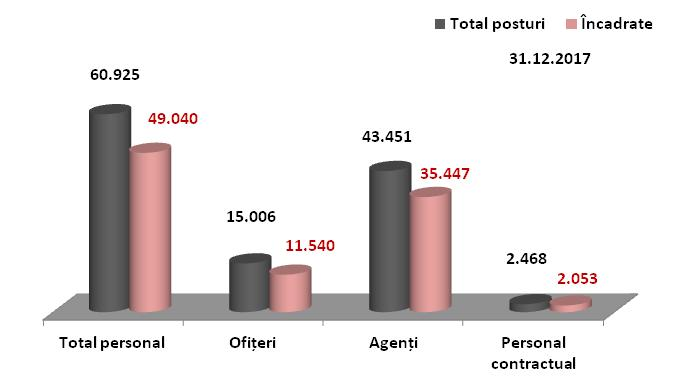 Total posturi
Încadrate
31.12.2017
60.925
49.040
15.006
11.540
43.451
35.447
2.468
2.053
Total personal
Ofițeri
Agenți
Personal
contractual